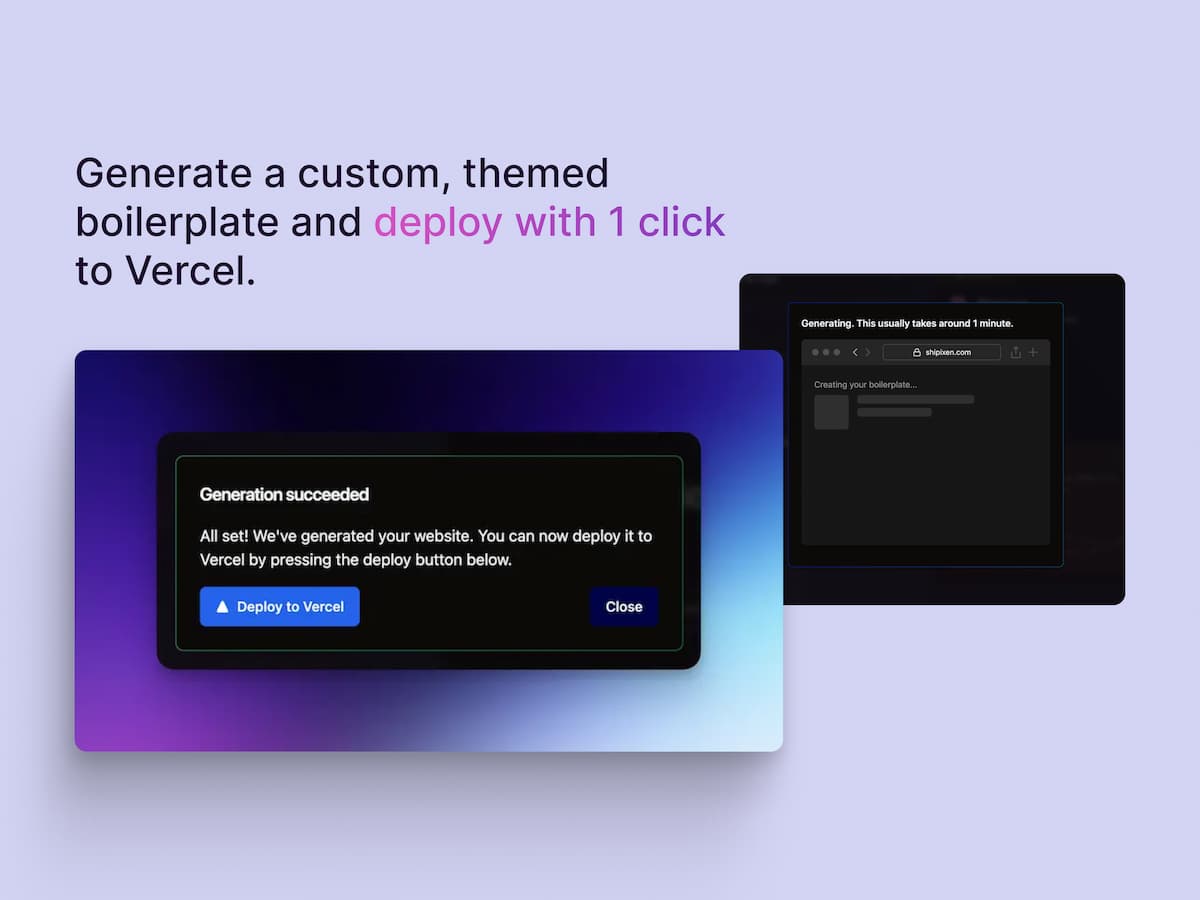 Generate a custom, themed
boilerplate and deploy with 1 click
to Vercel.
Generating. This usually takes around 1 minute.
shipixen.com
Creating your boilerplate...
Generation succeeded
All set! We've generated your website. You can now deploy it to
Vercel by pressing the deploy button below.
Deploy to Vercel
Close